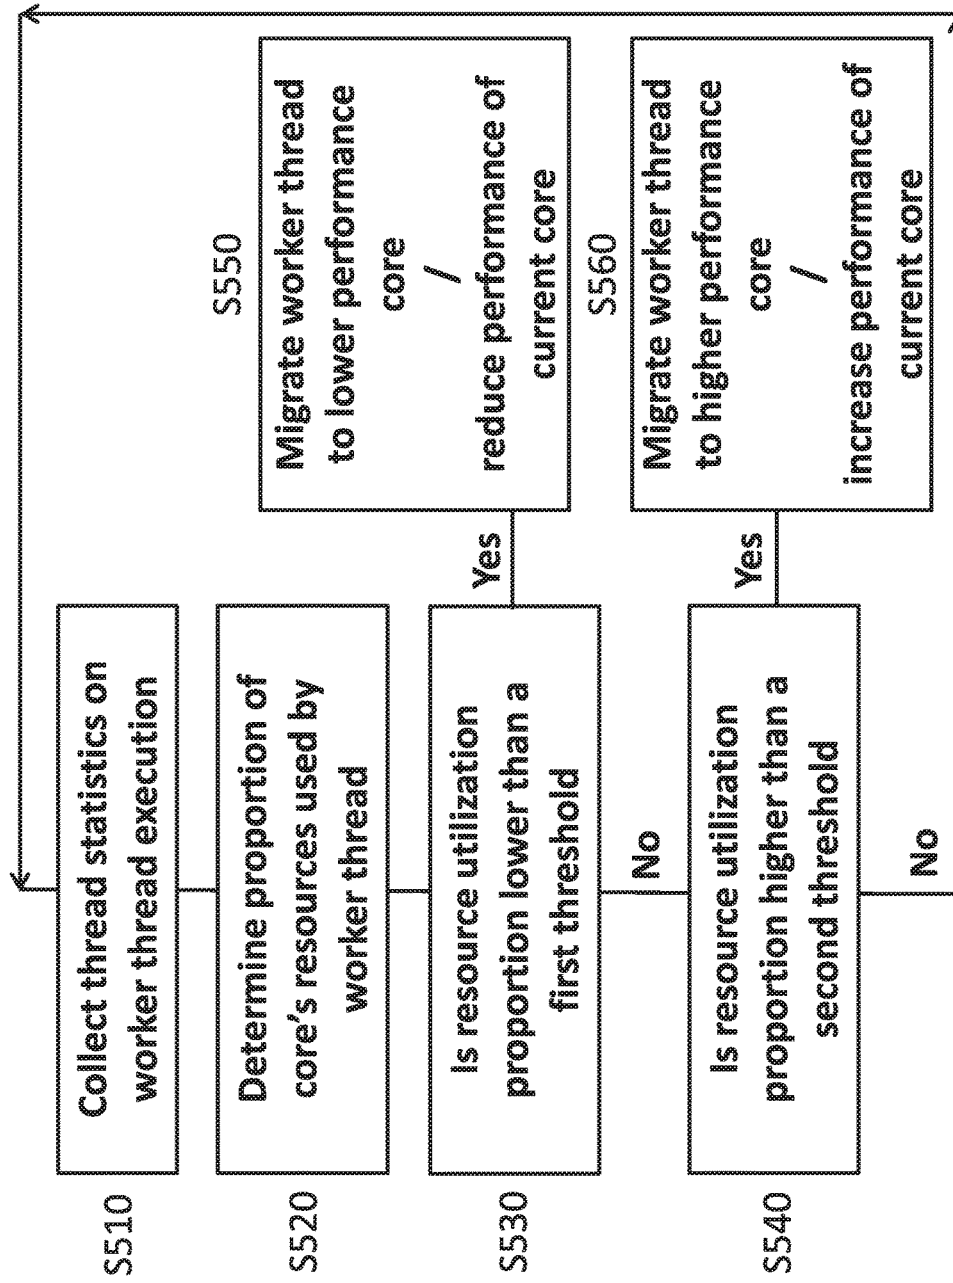 S510
Collect thread statistics on
worker thread execution
S520
Determine proportion of
core's resources used by
worker thread
S530
Is resource utilization
proportion lower than a
first threshold
Yes
S550
Migrate worker thread
to lower performance
core
/
reduce performance of
current core
No
S540
Is resource utilization
proportion higher than a
second threshold
Yes
S560
Migrate worker thread
to higher performance
core
/
increase performance of
current core
No